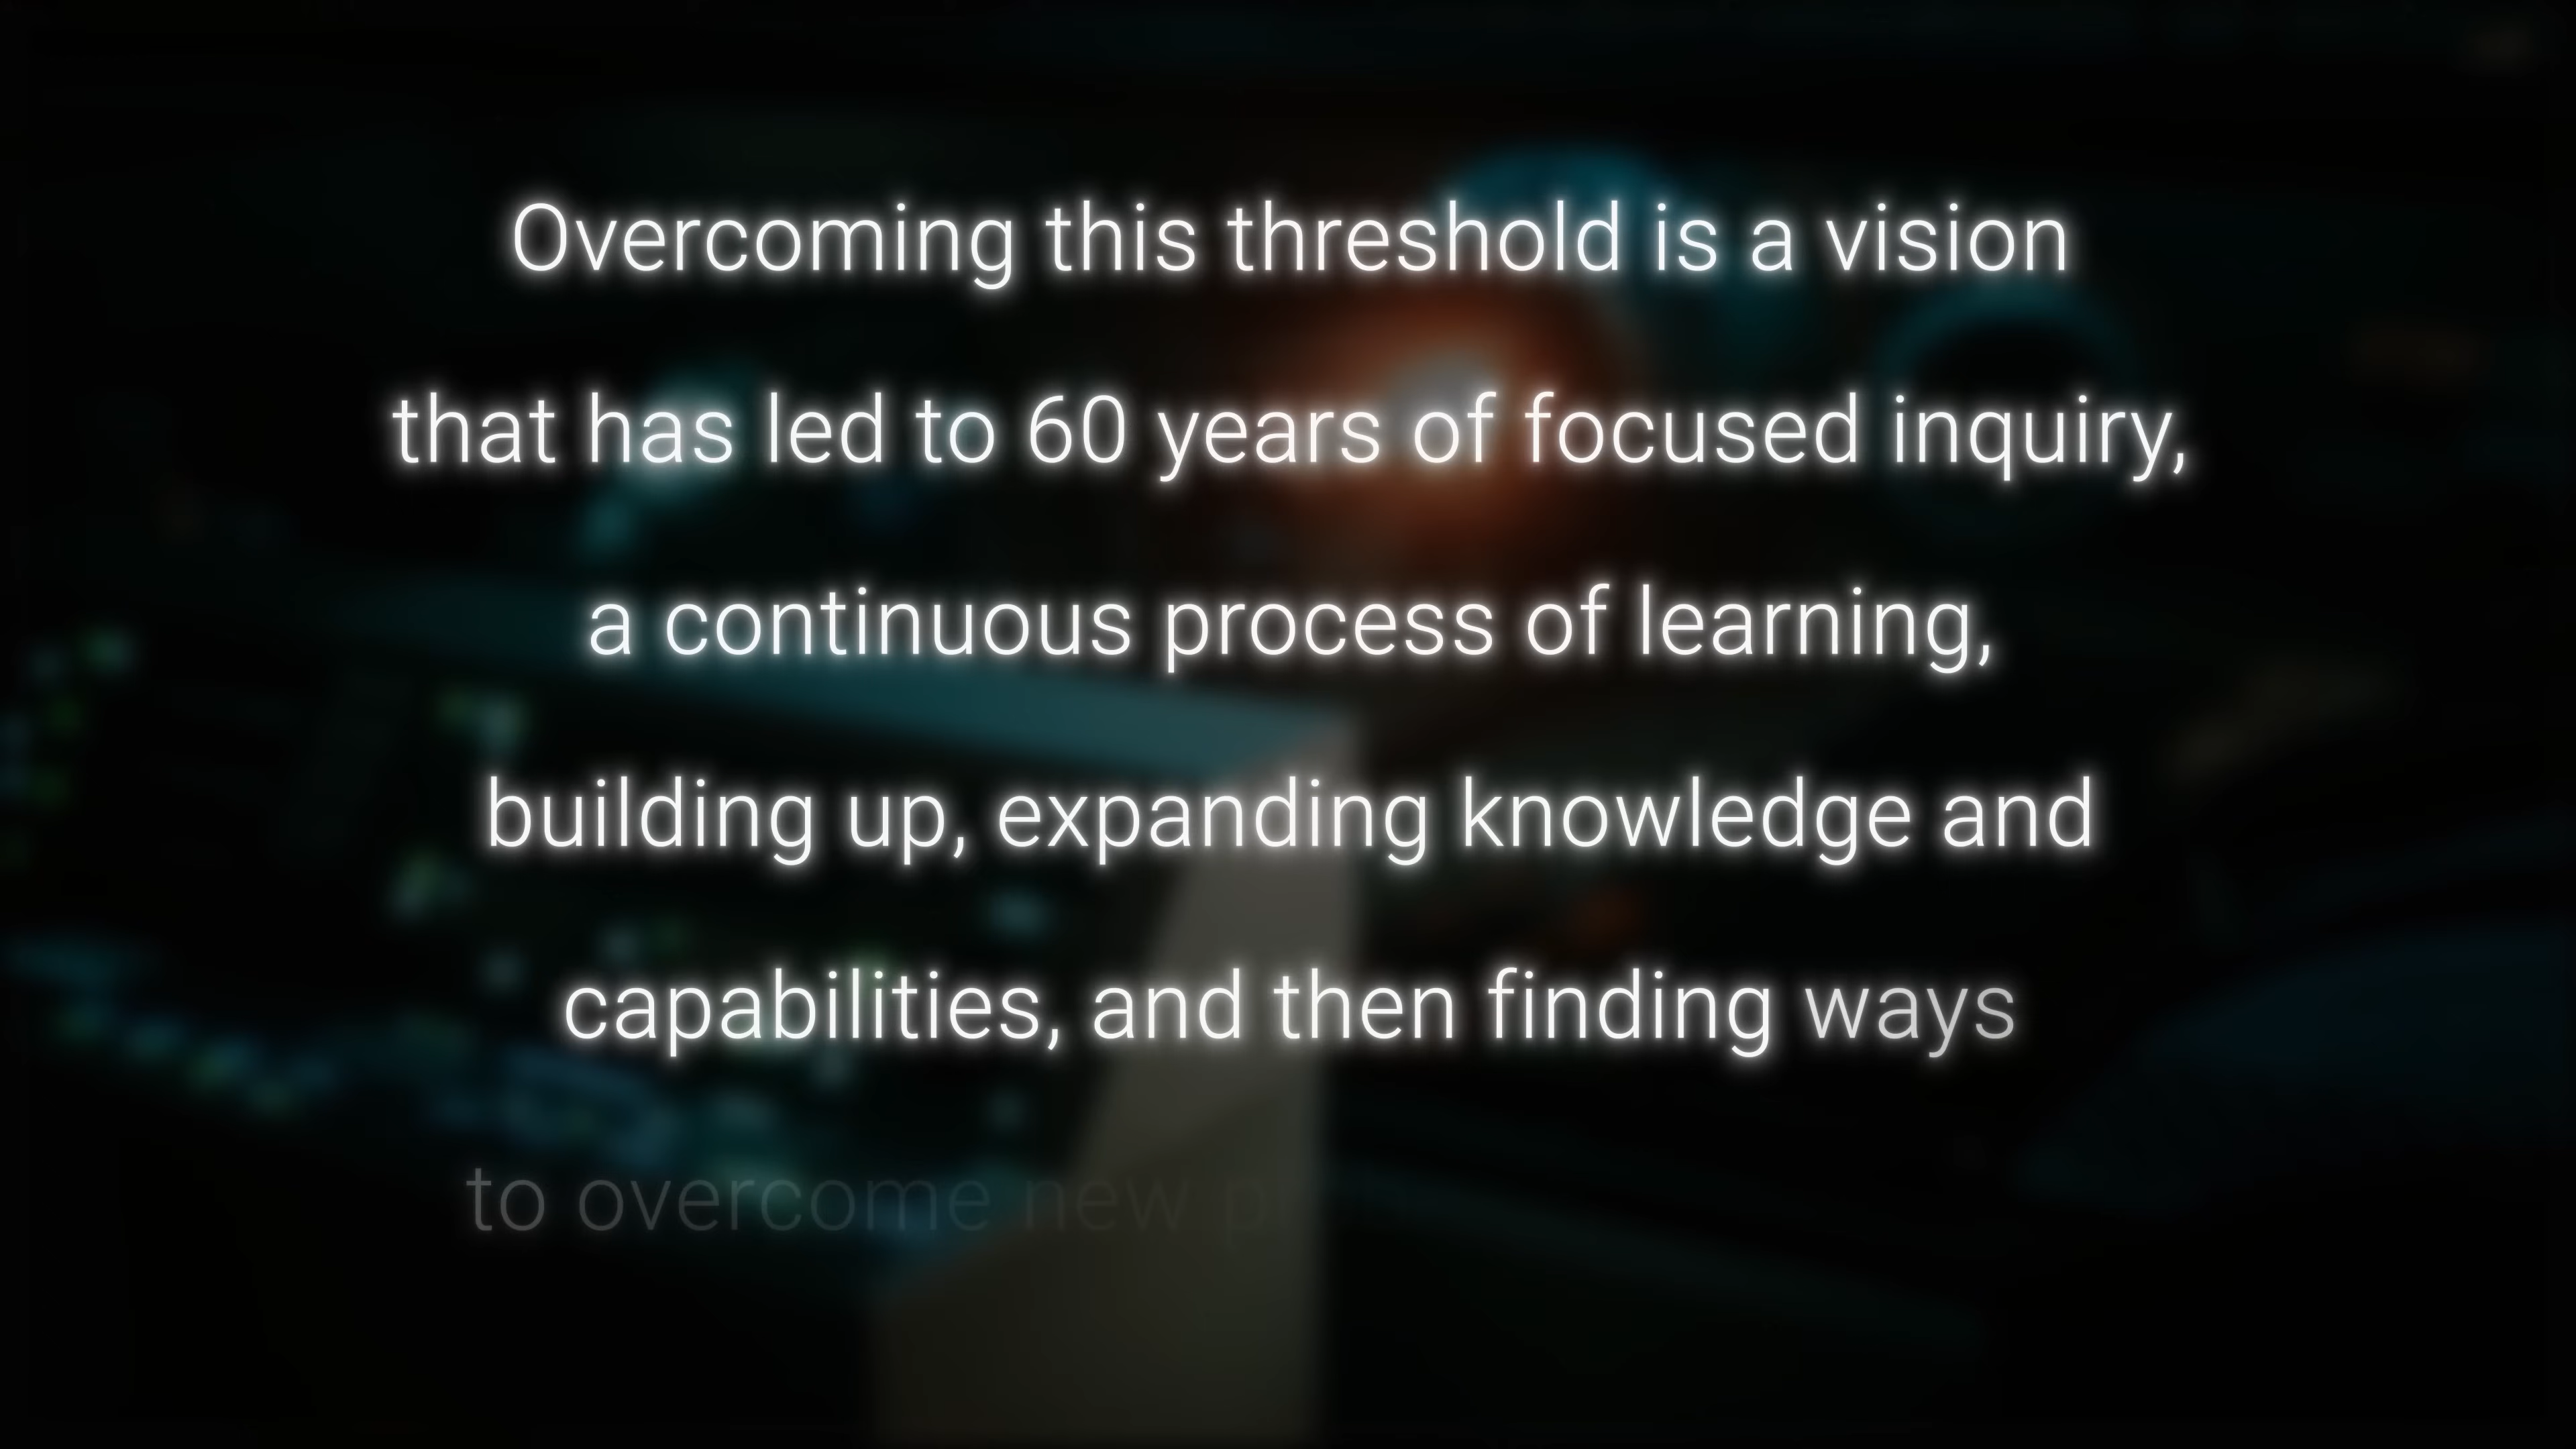 Overcoming this threshold is a vision
that has led to 60 years of focused inquiry,
a continuous process of learning,
building up, expanding knowledge and
capabilities, and then finding ways
to overcome new